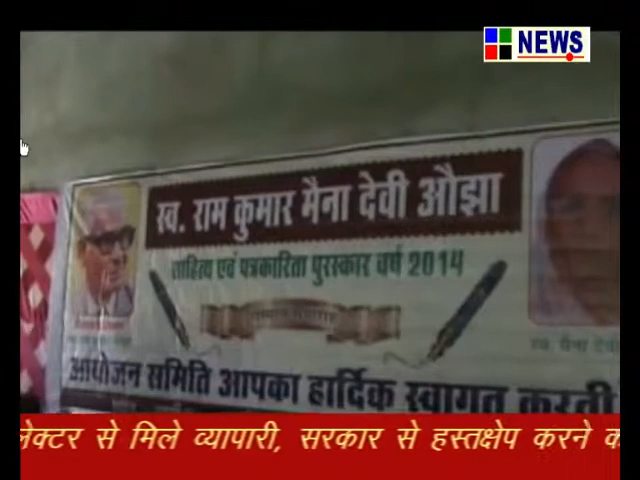 NEWS
स्व. राम कुमार मैना देवी औझा
साहित्य एवं पत्रकारिता पुरस्कार वर्ष 2014
स्व. मैना देवी
आयोजन समिति आपका हार्दिक स्वागत करती
लेक्टर से मिले व्यापारी, सरकार से हस्तक्षेप करने क